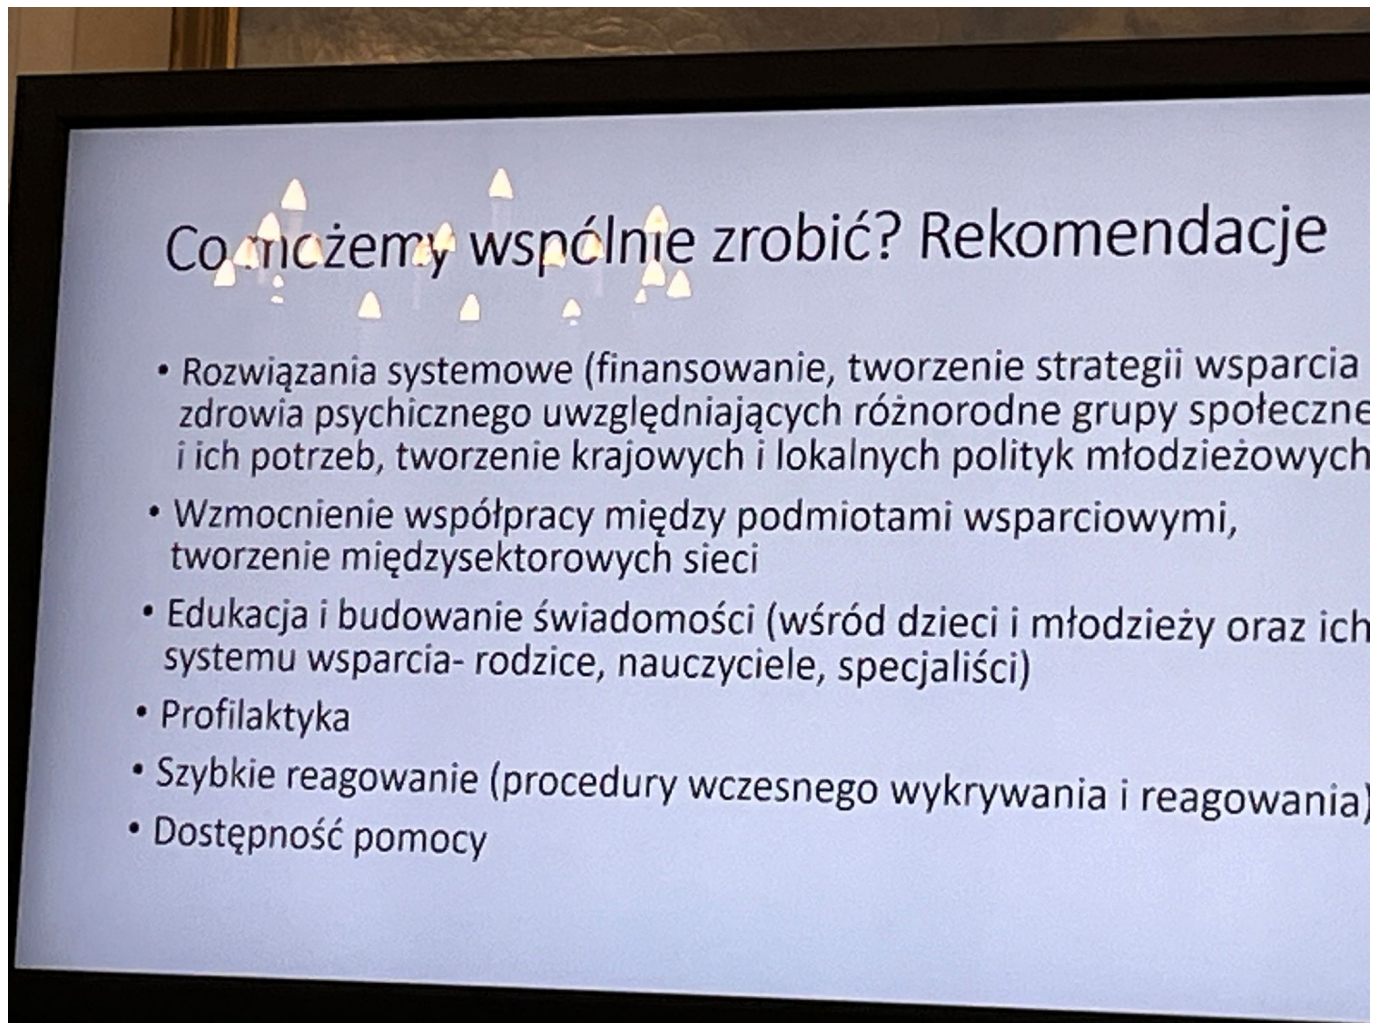 Co możemy wspólnie zrobić? Rekomendacje
• Rozwiązania systemowe (finansowanie, tworzenie strategii wsparcia
zdrowia psychicznego uwzględniających różnorodne grupy społeczne
i ich potrzeb, tworzenie krajowych i lokalnych polityk młodzieżowych
• Wzmocnienie współpracy między podmiotami wsparciowymi,
tworzenie międzysektorowych sieci
• Edukacja i budowanie świadomości (wśród dzieci i młodzieży oraz ich
systemu wsparcia- rodzice, nauczyciele, specjaliści)
• Profilaktyka
• Szybkie reagowanie (procedury wczesnego wykrywania i reagowania)
• Dostępność pomocy